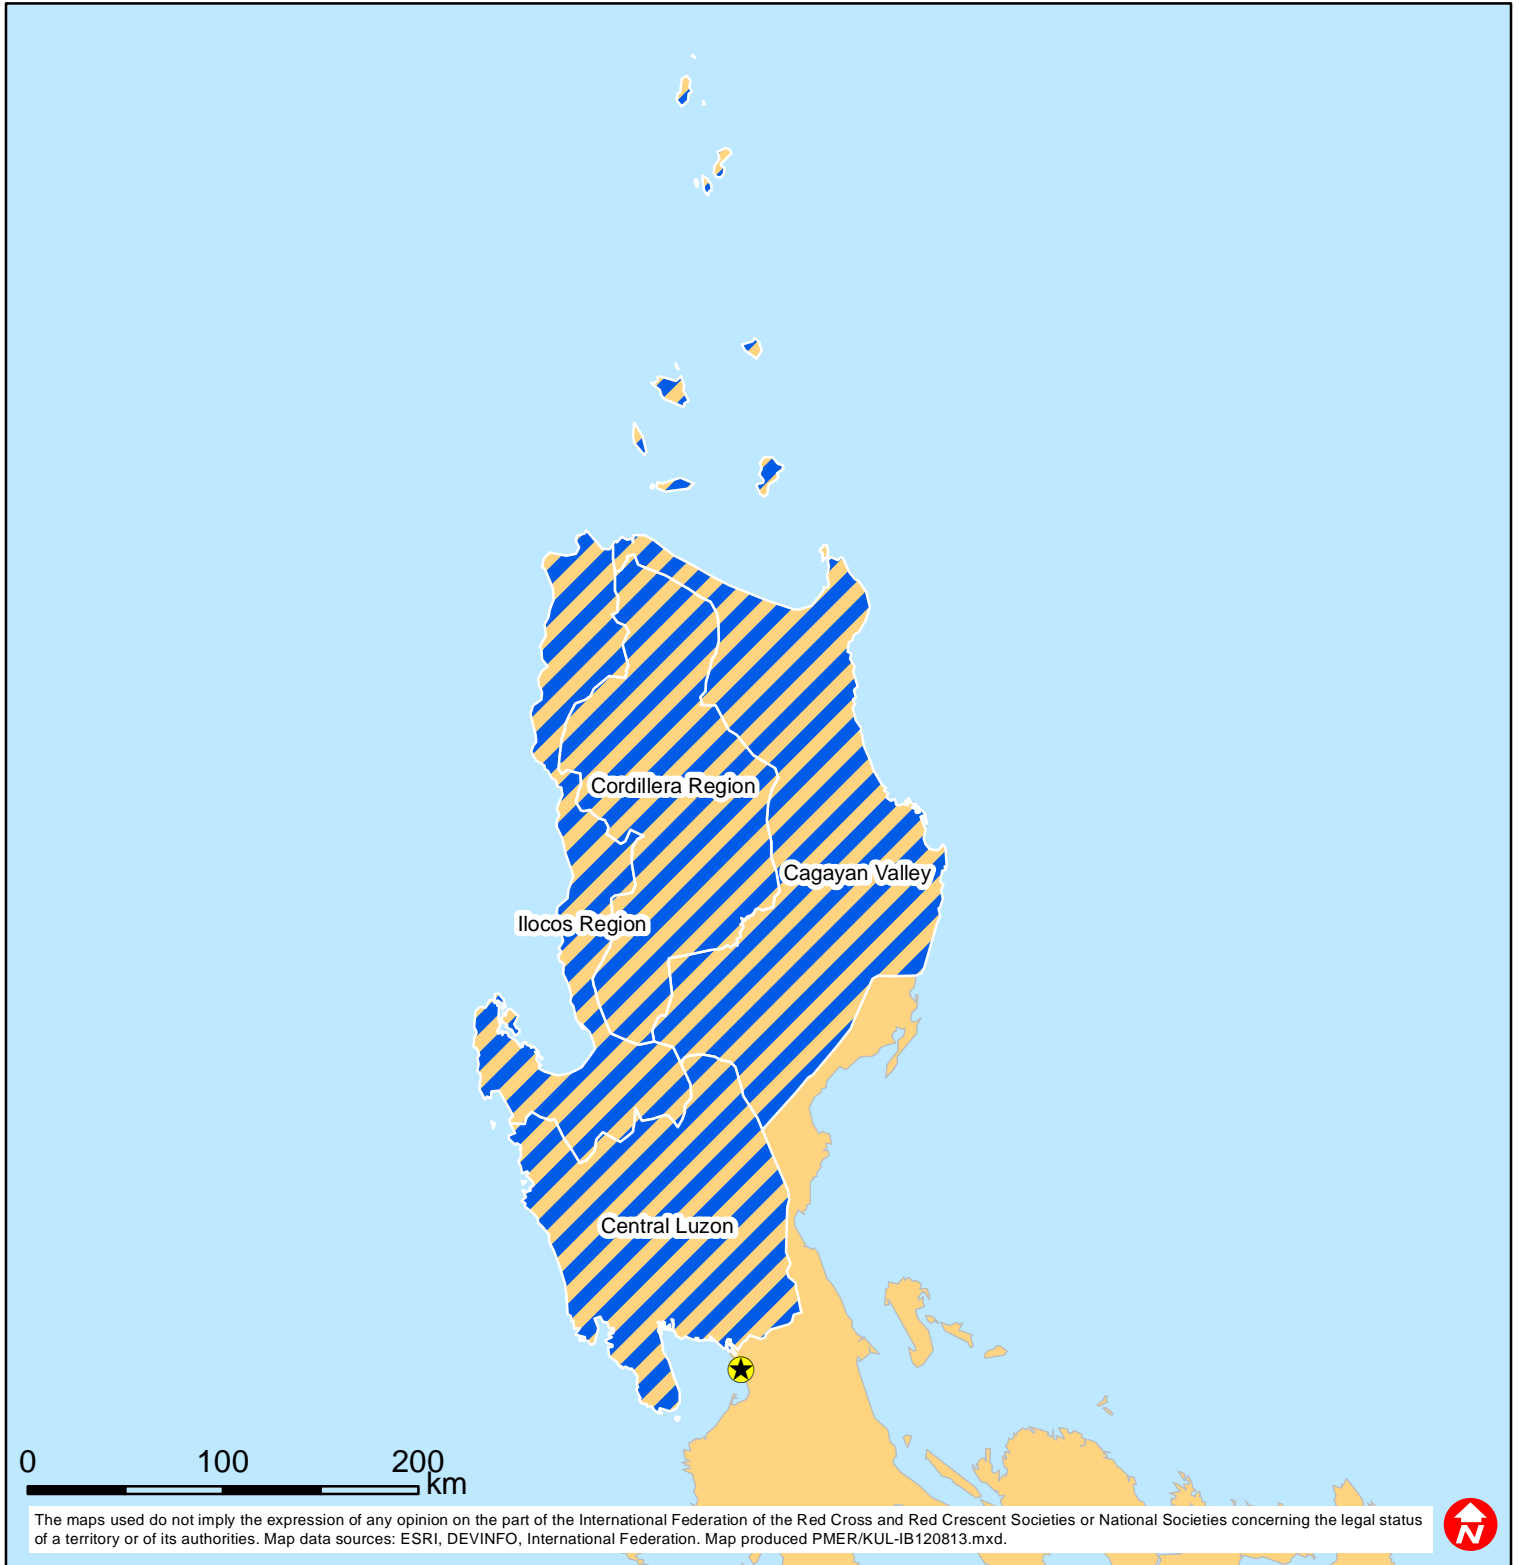 Cordillera Region
Cagayan Valley
Ilocos Region
Central Luzon
0 100 200
km
The maps used do not imply the expression of any opinion on the part of the International Federation of the Red Cross and Red Crescent Societies or National Societies concerning the legal status
of a territory or of its authorities. Map data sources: ESRI, DEVINFO, International Federation. Map produced PMER/KUL-IB120813.mxd.
N